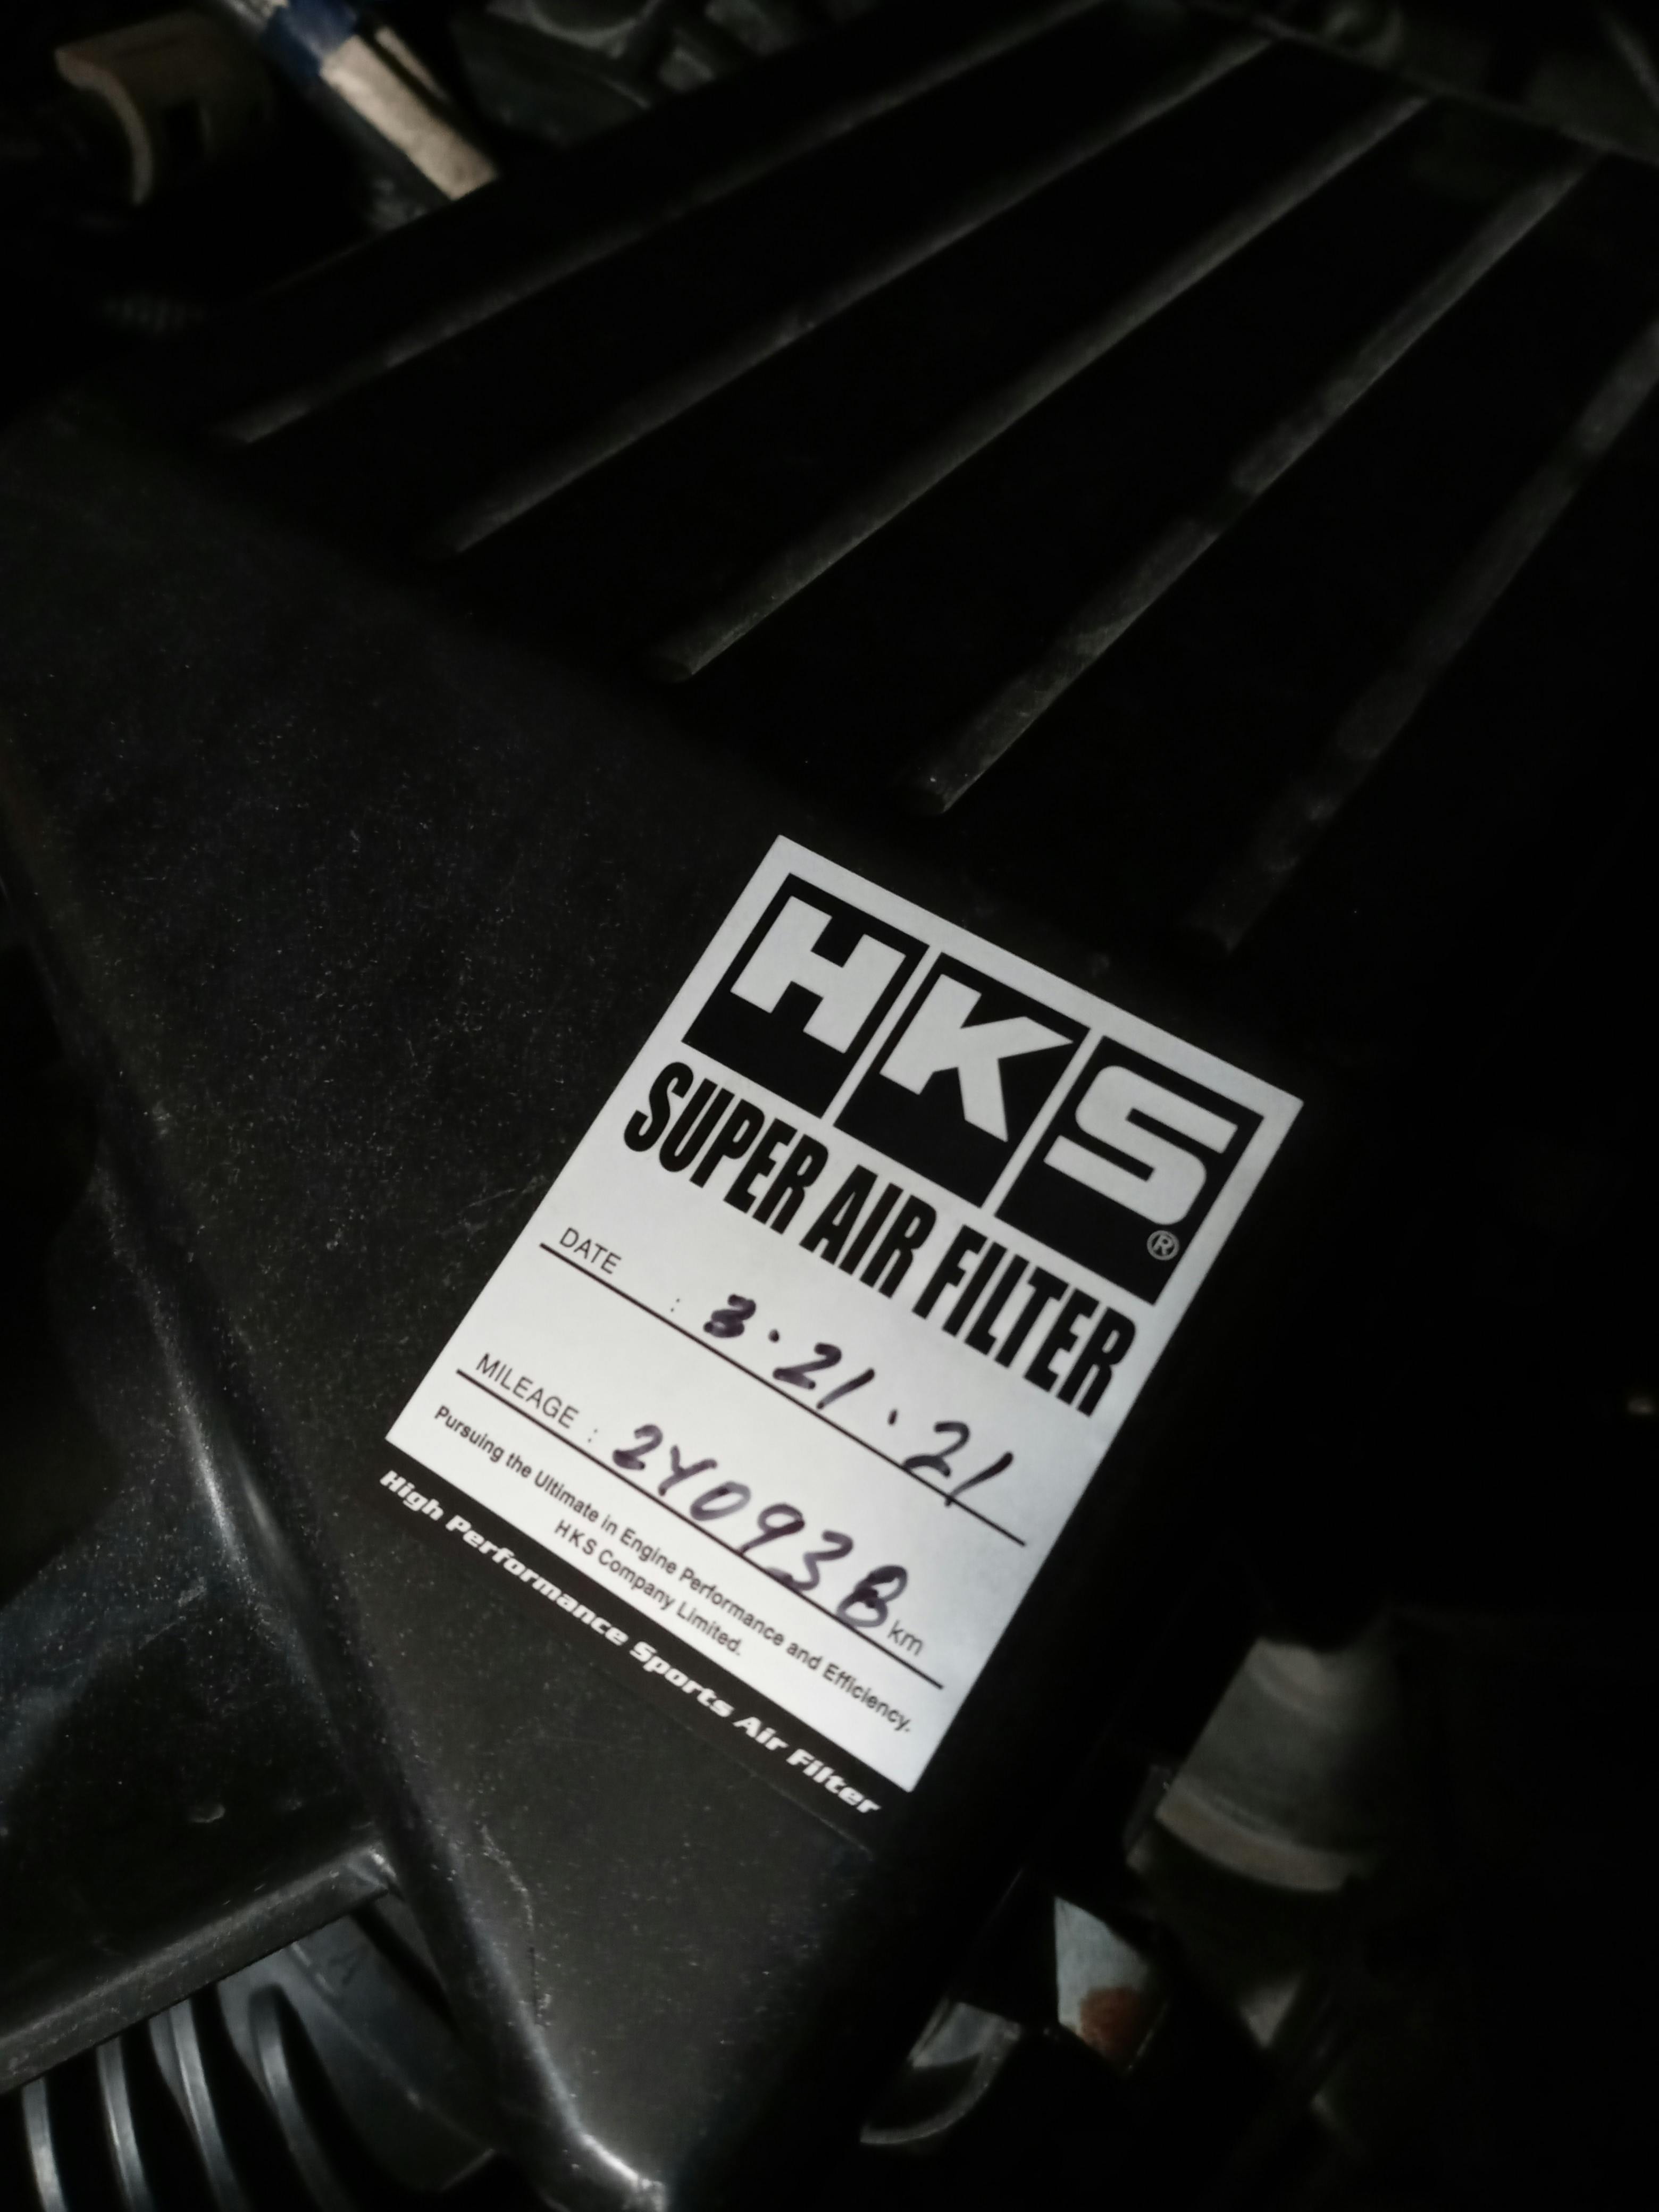 HKS®
SUPER AIR FILTER
DATE : 3.21.21
MILEAGE : 240938 km
Pursuing the Ultimate in Engine Performance and Efficiency.
HKS Company Limited.
High Performance Sports Air Filter